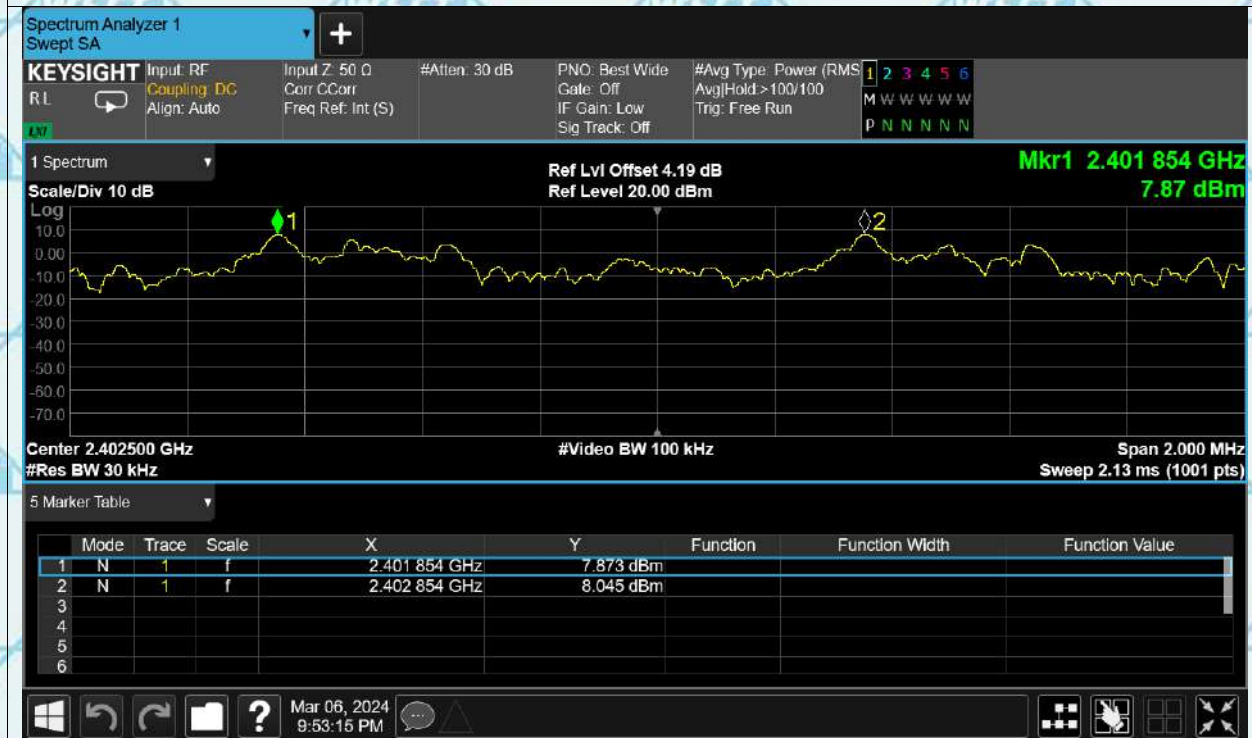 Spectrum Analyzer 1
Swept SA
+
KEYSIGHT
RL
LXI
Input: RF
Coupling: DC
Align: Auto
Input Z: 50 Ω
Corr CCorr
Freq Ref: Int (S)
#Atten: 30 dB
PNO: Best Wide
Gate: Off
IF Gain: Low
Sig Track: Off
#Avg Type: Power (RMS
Avg|Hold:>100/100
Trig: Free Run
1 2 3 4 5 6
M W W W W W
P N N N N N
1 Spectrum
Scale/Div 10 dB
Ref Lvl Offset 4.19 dB
Ref Level 20.00 dBm
Mkr1 2.401 854 GHz
7.87 dBm
Log
10.0
0.00
-10.0
-20.0
-30.0
-40.0
-50.0
-60.0
-70.0
1
2
Center 2.402500 GHz
#Res BW 30 kHz
#Video BW 100 kHz
Span 2.000 MHz
Sweep 2.13 ms (1001 pts)
5 Marker Table
Mode Trace Scale X Y Function Function Width Function Value
1 N 1 f 2.401 854 GHz 7.873 dBm
2 N 1 f 2.402 854 GHz 8.045 dBm
3
4
5
6
?
Mar 06, 2024
9:53:15 PM